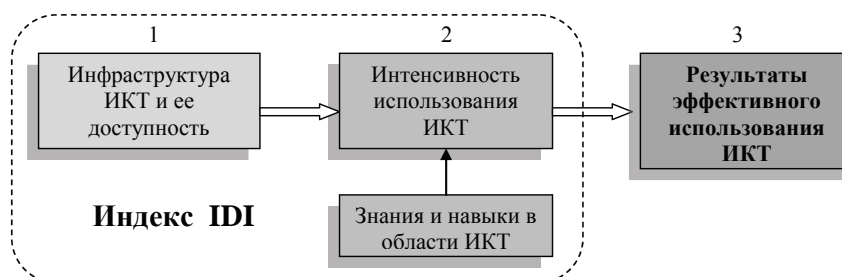 1
Инфраструктура
ИКТ и ее
доступность
2
Интенсивность
использования
ИКТ
3
Результаты
эффективного
использования
ИКТ
Индекс IDI
Знания и навыки в
области ИКТ